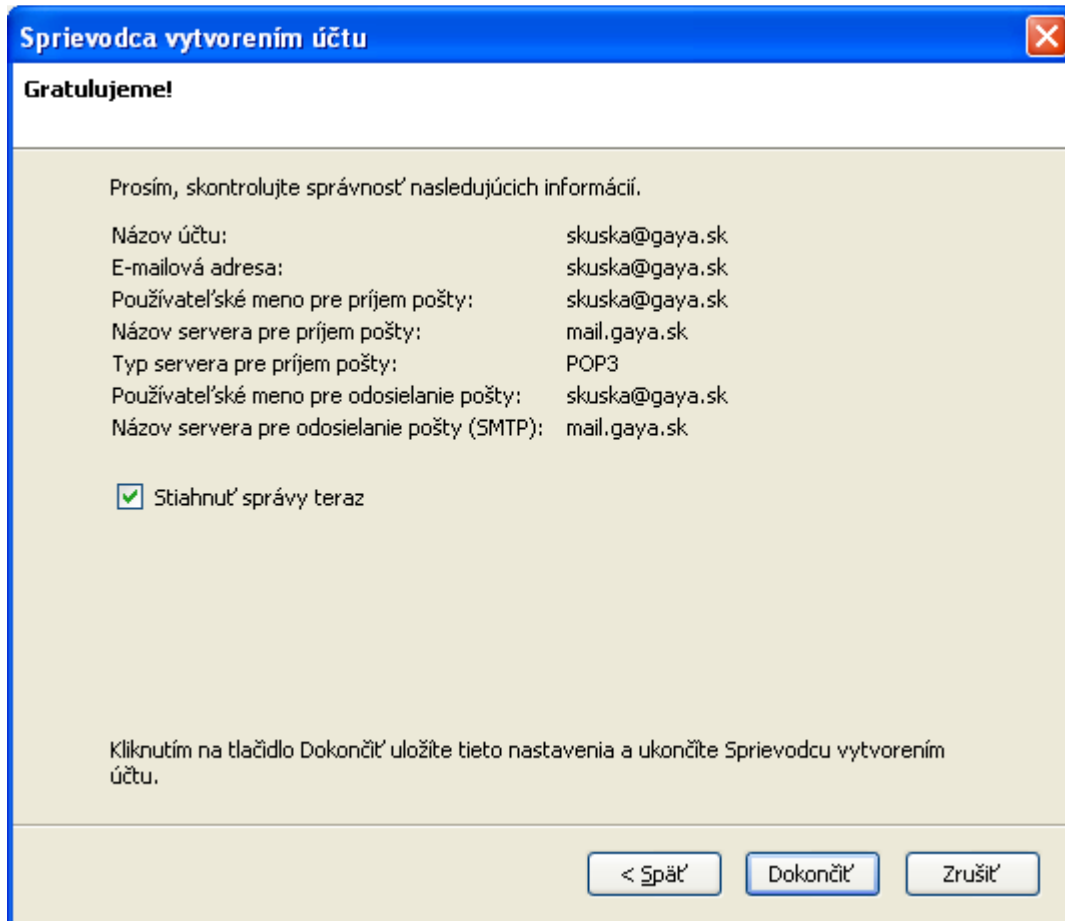 Sprievodca vytvorením účtu
Gratulujeme!
Prosím, skontrolujte správnosť nasledujúcich informácií.
Názov účtu: skuska@gaya.sk
E-mailová adresa: skuska@gaya.sk
Používateľské meno pre príjem pošty: skuska@gaya.sk
Názov servera pre príjem pošty: mail.gaya.sk
Typ servera pre príjem pošty: POP3
Používateľské meno pre odosielanie pošty: skuska@gaya.sk
Názov servera pre odosielanie pošty (SMTP): mail.gaya.sk
Stiahnuť správy teraz
Kliknutím na tlačidlo Dokončiť uložíte tieto nastavenia a ukončíte Sprievodcu vytvorením
účtu.
< Späť Dokončiť Zrušiť